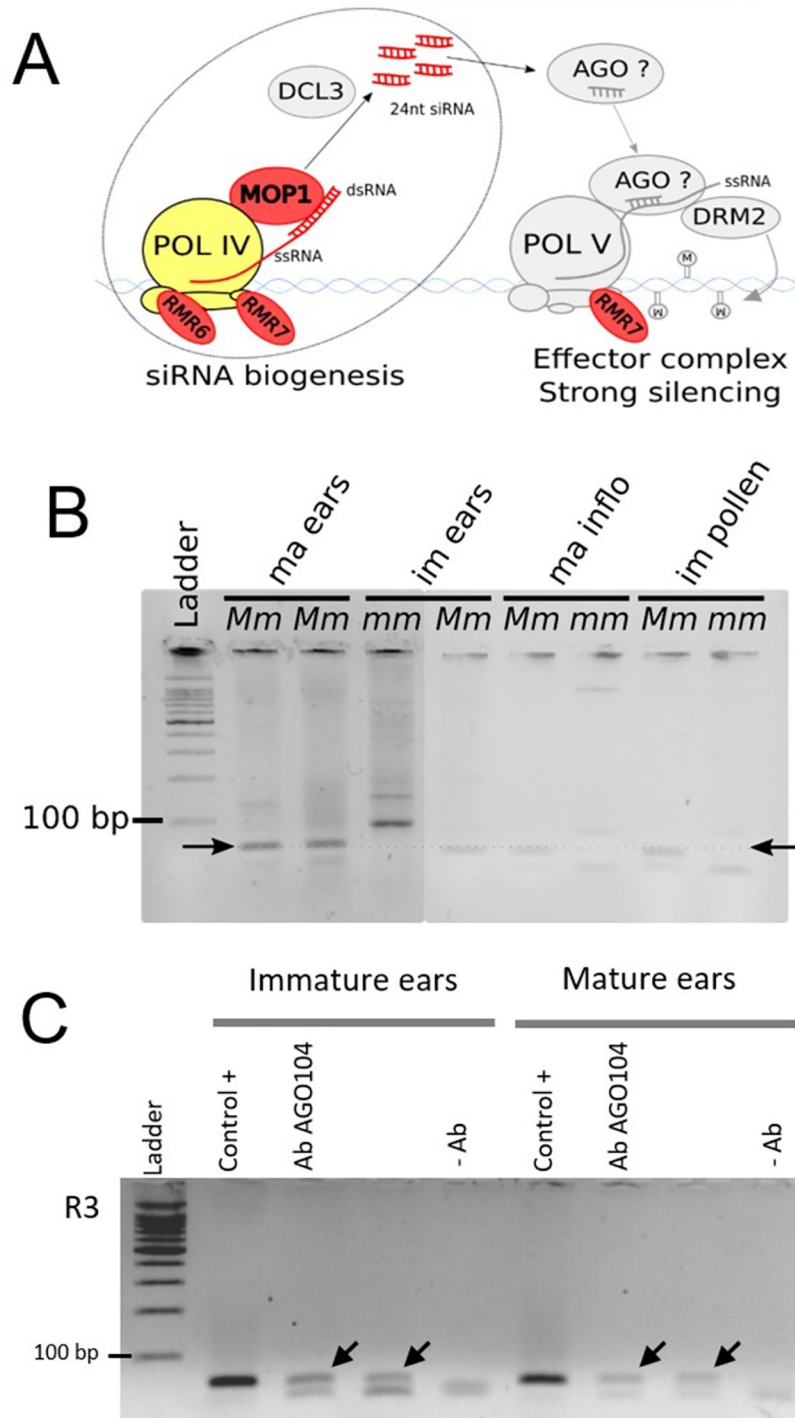 A
DCL3
24nt siRNA
AGO ?
MOP1
dsRNA
POL IV
ssRNA
RMR6
RMR7
siRNA biogenesis
AGO ?
ssRNA
DRM2
POL V
M
M
M
RMR7
Effector complex
Strong silencing
B
Ladder
ma ears
im ears
ma inflo
im pollen
Mm Mm mm Mm Mm mm Mm mm
100 bp
C
Immature ears
Mature ears
Ladder
Control +
Ab AGO104
- Ab
Control +
Ab AGO104
- Ab
R3
100 bp